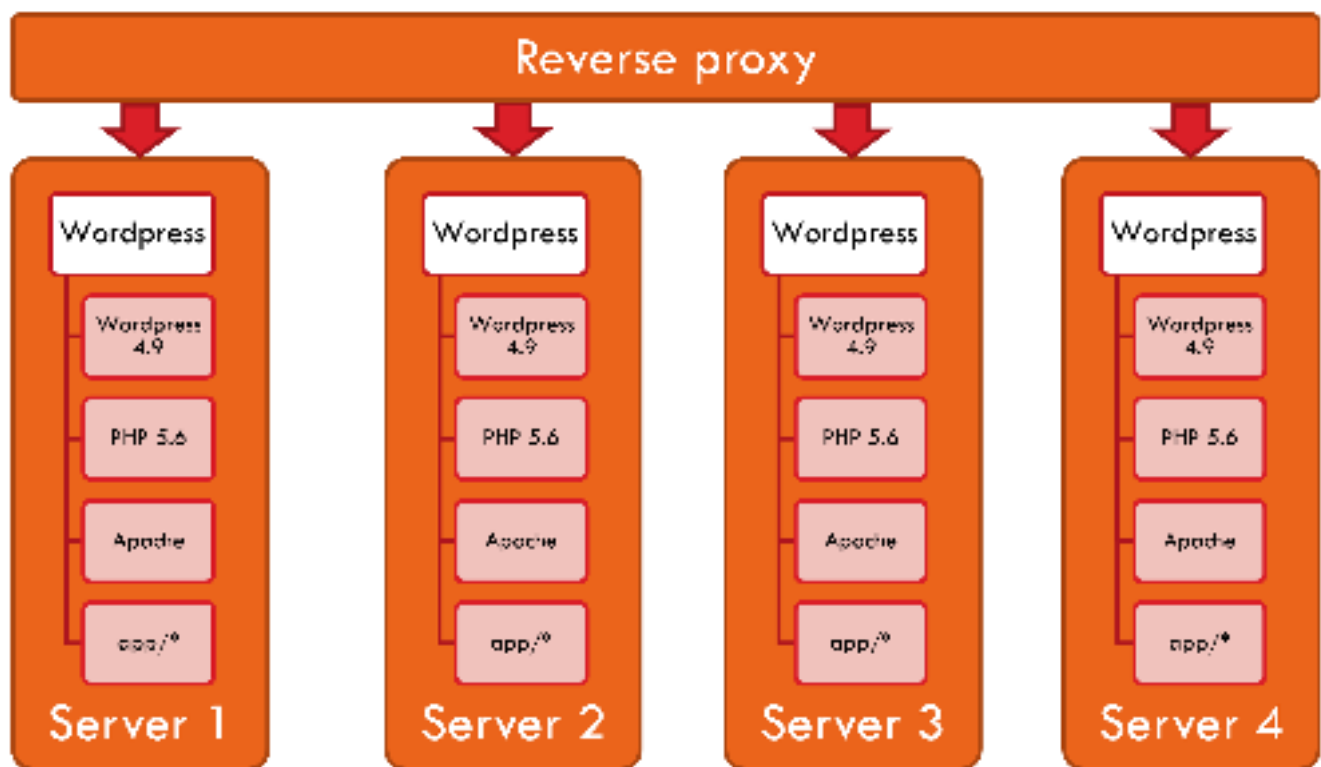 Reverse proxy
Wordpress
Wordpress
4.9
PHP 5.6
Apache
app/*
Server 1
Wordpress
Wordpress
4.9
PHP 5.6
Apache
app/*
Server 2
Wordpress
Wordpress
4.9
PHP 5.6
Apache
app/*
Server 3
Wordpress
Wordpress
4.9
PHP 5.6
Apache
app/*
Server 4